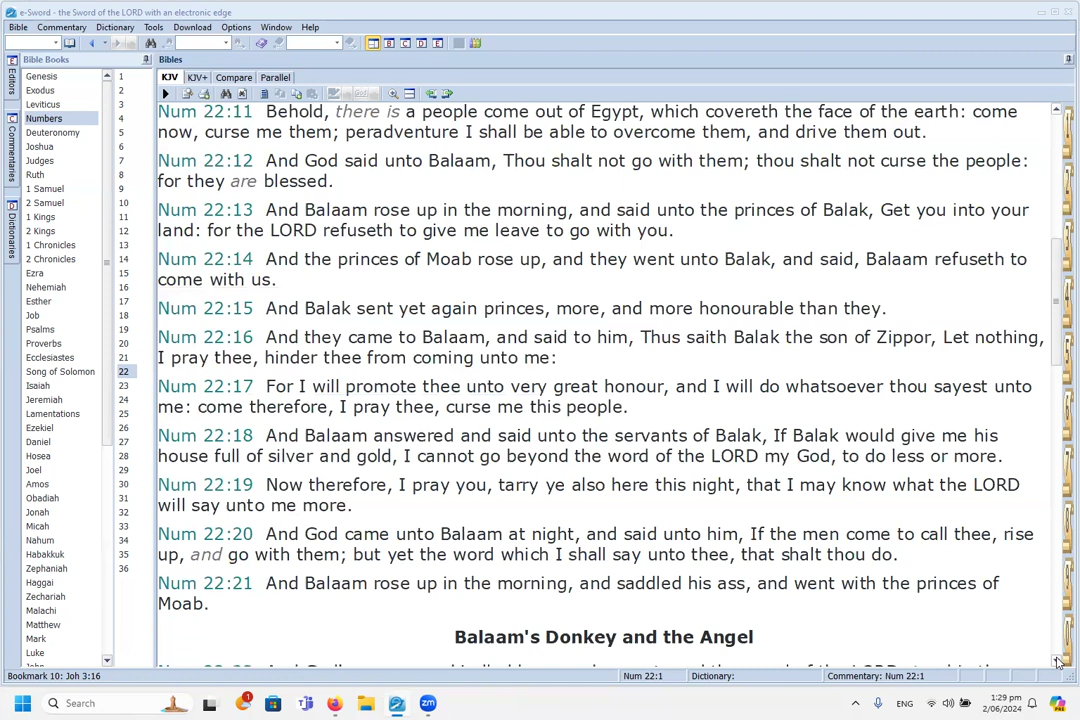 e-Sword - the Sword of the LORD with an electronic edge
Bible Commentary Dictionary Tools Download Options Window Help
B C D E
Bible Books
Bibles
KJV KJV+ Compare Parallel
Editors
Commentaries
Dictionaries
Genesis 1
Exodus 2
Leviticus 3
Numbers 4
Deuteronomy 5
Joshua 6
Judges 7
Ruth 8
1 Samuel 9
2 Samuel 10
1 Kings 11
2 Kings 12
1 Chronicles 13
2 Chronicles 14
Ezra 15
Nehemiah 16
Esther 17
Job 18
Psalms 19
Proverbs 20
Ecclesiastes 21
Song of Solomon 22
Isaiah 23
Jeremiah 24
Lamentations 25
Ezekiel 26
Daniel 27
Hosea 28
Joel 29
Amos 30
Obadiah 31
Jonah 32
Micah 33
Nahum 34
Habakkuk 35
Zephaniah 36
Haggai
Zechariah
Malachi
Matthew
Mark
Luke
John
Num 22:11 Behold, there is a people come out of Egypt, which covereth the face of the earth: come
now, curse me them; peradventure I shall be able to overcome them, and drive them out.
Num 22:12 And God said unto Balaam, Thou shalt not go with them; thou shalt not curse the people:
for they are blessed.
Num 22:13 And Balaam rose up in the morning, and said unto the princes of Balak, Get you into your
land: for the LORD refuseth to give me leave to go with you.
Num 22:14 And the princes of Moab rose up, and they went unto Balak, and said, Balaam refuseth to
come with us.
Num 22:15 And Balak sent yet again princes, more, and more honourable than they.
Num 22:16 And they came to Balaam, and said to him, Thus saith Balak the son of Zippor, Let nothing,
I pray thee, hinder thee from coming unto me:
Num 22:17 For I will promote thee unto very great honour, and I will do whatsoever thou sayest unto
me: come therefore, I pray thee, curse me this people.
Num 22:18 And Balaam answered and said unto the servants of Balak, If Balak would give me his
house full of silver and gold, I cannot go beyond the word of the LORD my God, to do less or more.
Num 22:19 Now therefore, I pray you, tarry ye also here this night, that I may know what the LORD
will say unto me more.
Num 22:20 And God came unto Balaam at night, and said unto him, If the men come to call thee, rise
up, and go with them; but yet the word which I shall say unto thee, that shalt thou do.
Num 22:21 And Balaam rose up in the morning, and saddled his ass, and went with the princes of
Moab.
Balaam's Donkey and the Angel
Bookmark 10: Joh 3:16 Num 22:1 Dictionary: Commentary: Num 22:1
Search
1
ENG
1:29 pm
2/06/2024